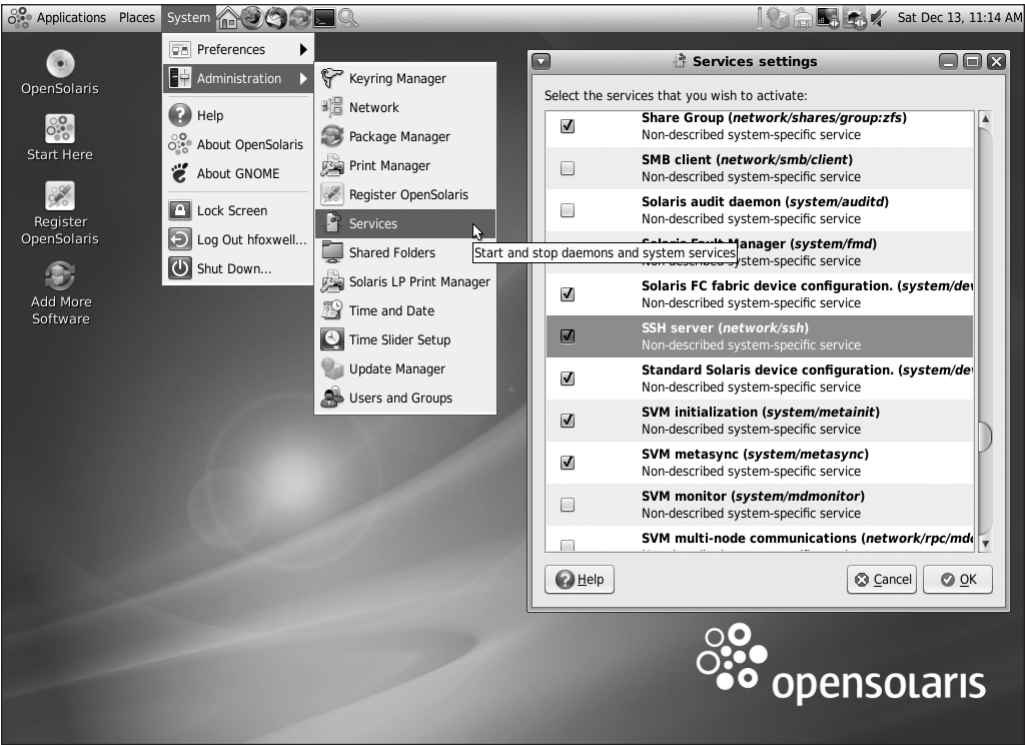 Applications Places System
Sat Dec 13, 11:14 AM
OpenSolaris
Start Here
Register
OpenSolaris
Add More
Software
Preferences
Administration
Help
About OpenSolaris
About GNOME
Lock Screen
Log Out hfoxwell...
Shut Down...
Keyring Manager
Network
Package Manager
Print Manager
Register OpenSolaris
Services
Shared Folders
Solaris LP Print Manager
Time and Date
Time Slider Setup
Update Manager
Users and Groups
Start and stop daemons and system services
Services settings
Select the services that you wish to activate:
Share Group (network/shares/group:zfs)
Non-described system-specific service
SMB client (network/smb/client)
Non-described system-specific service
Solaris audit daemon (system/auditd)
Non-described system-specific service
Solaris Fault Manager (system/fmd)
system-specific service
Solaris FC fabric device configuration. (system/de
Non-described system-specific service
SSH server (network/ssh)
Non-described system-specific service
Standard Solaris device configuration. (system/de
Non-described system-specific service
SVM initialization (system/metainit)
Non-described system-specific service
SVM metasync (system/metasync)
Non-described system-specific service
SVM monitor (system/mdmonitor)
Non-described system-specific service
SVM multi-node communications (network/rpc/md
Help
Cancel
OK
opensolaris